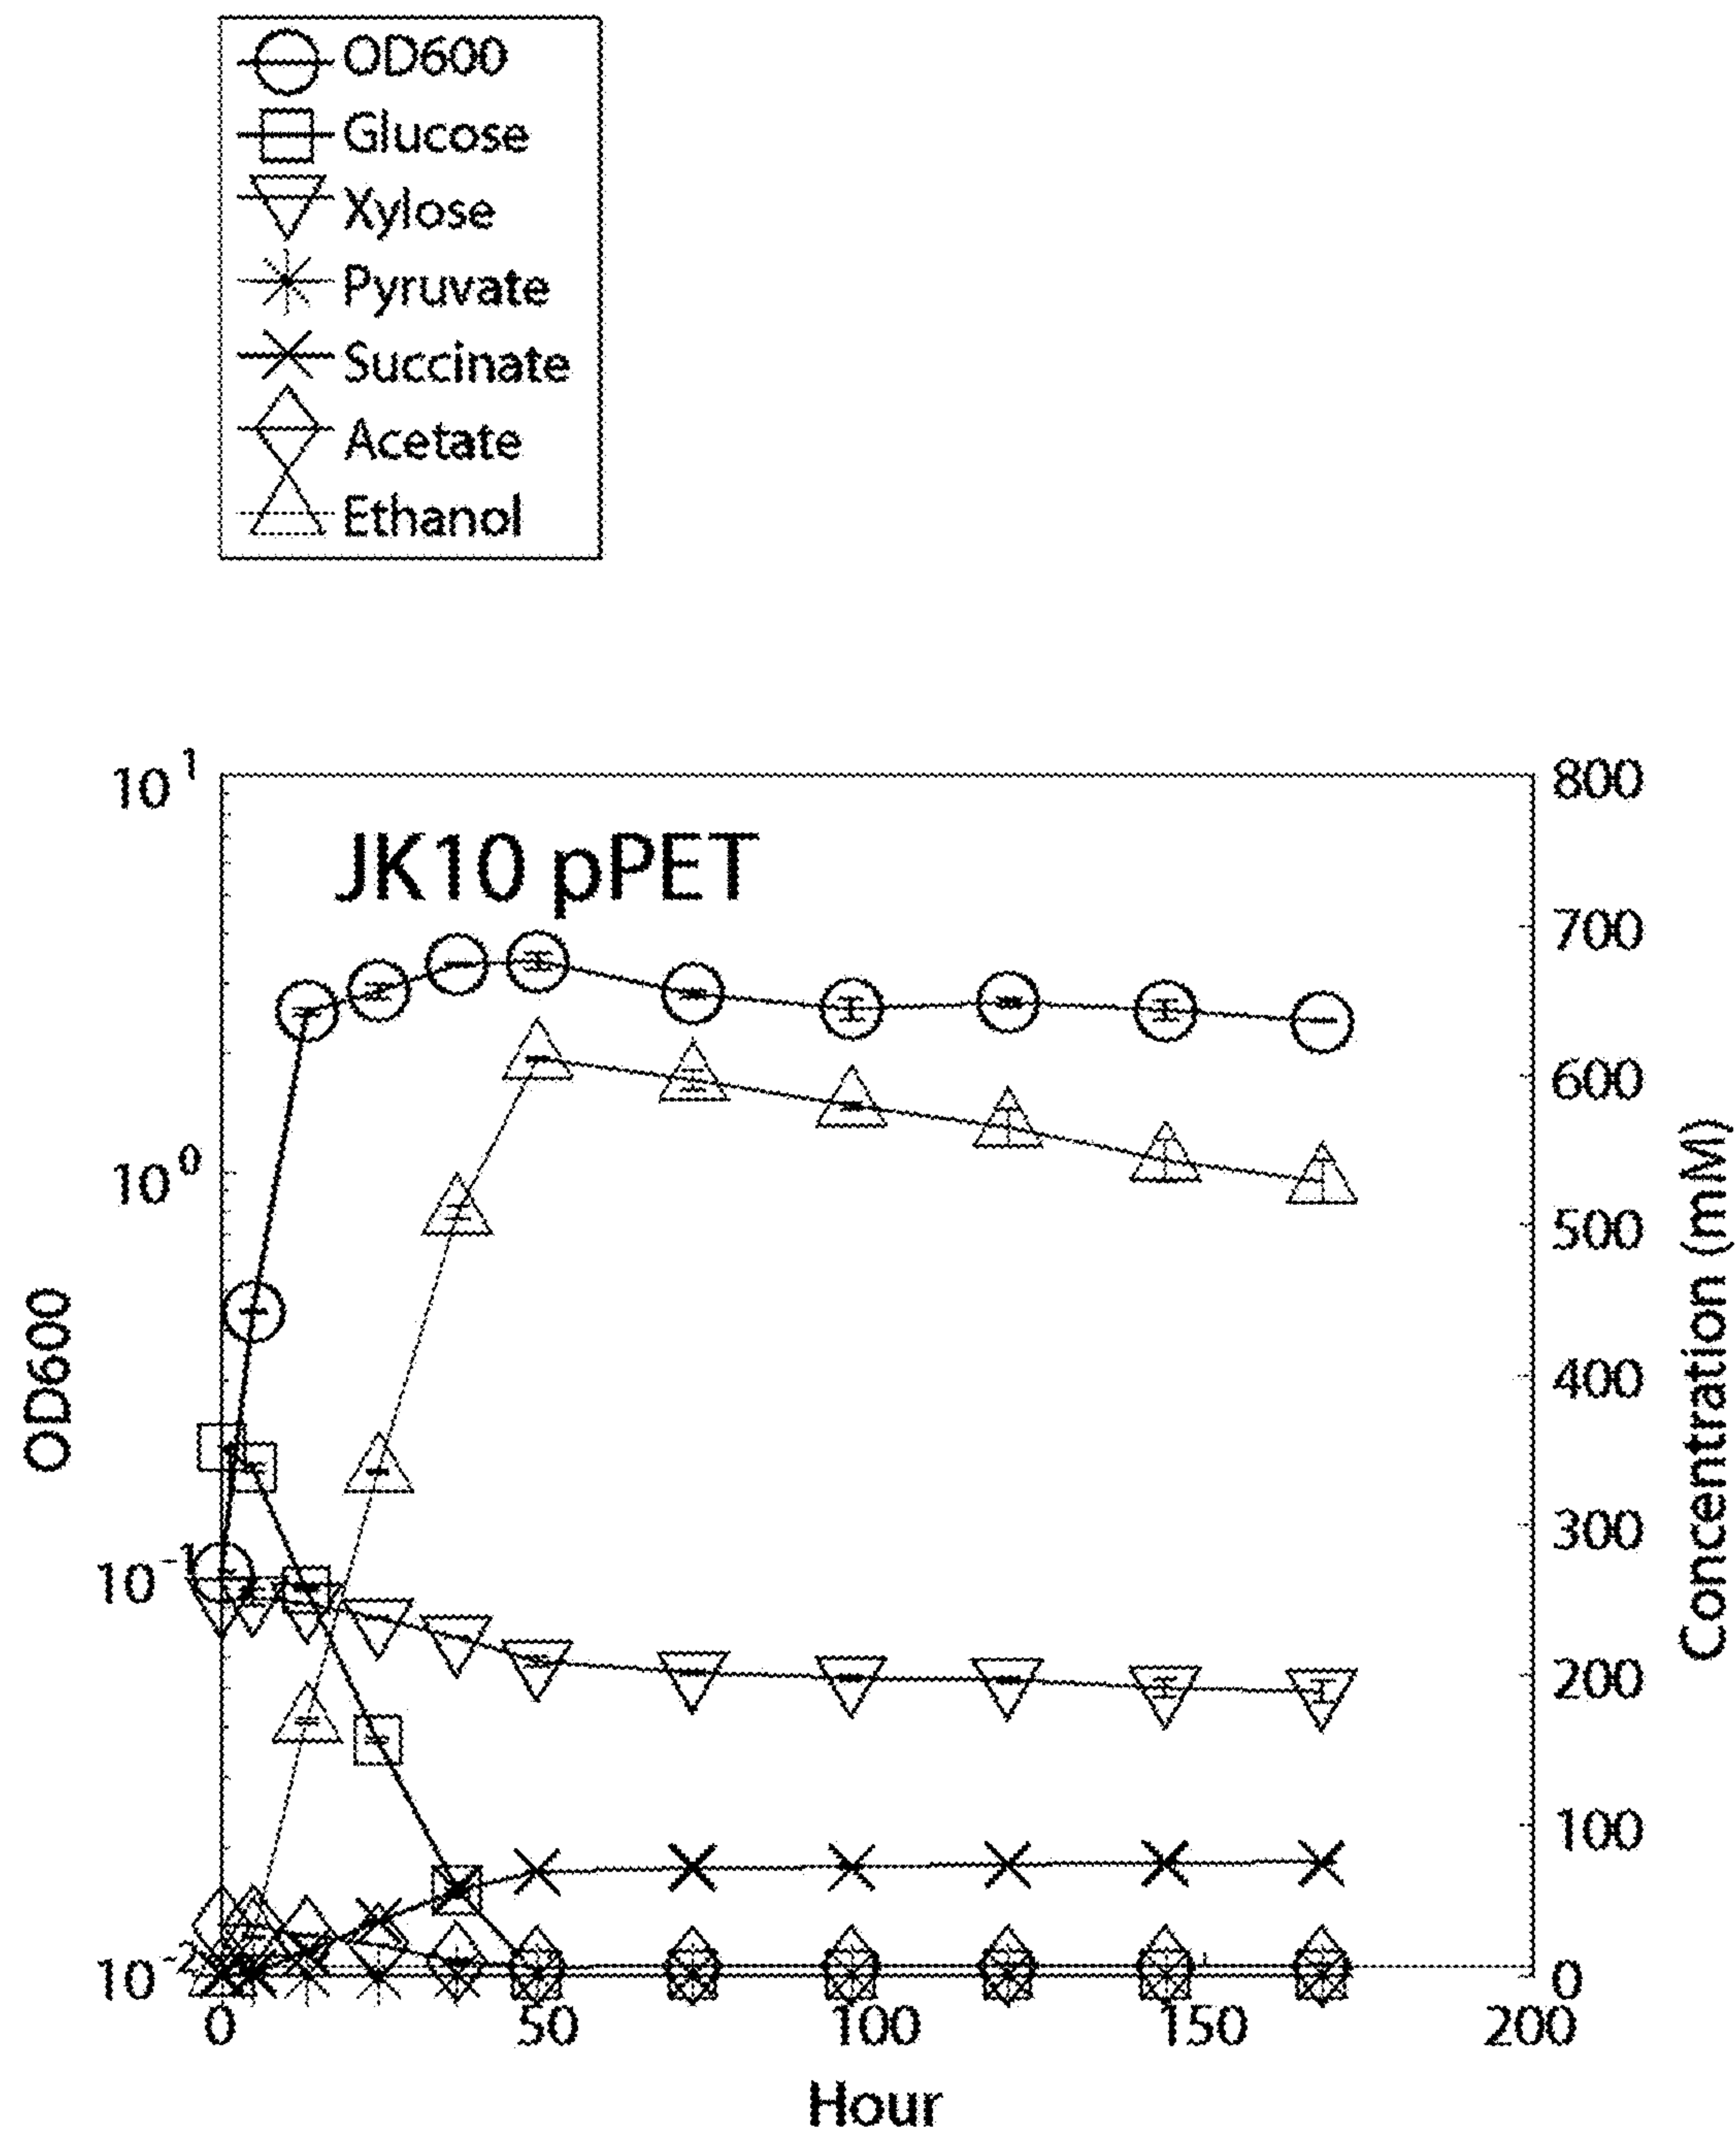 OD600
Glucose
Xylose
Pyruvate
Succinate
Acetate
Ethanol
JK10 pPET
10^1
10^0
10^-1
10^-2
OD600
800
700
600
500
400
300
200
100
0
Concentration (mM)
0 50 100 150 200
Hour